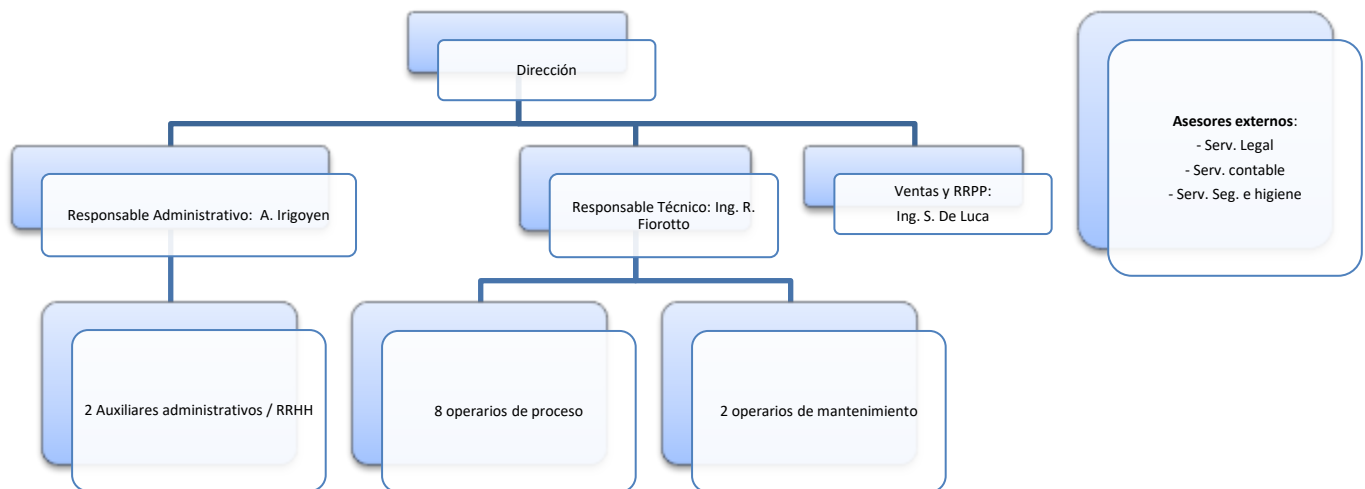 Dirección
Responsable Administrativo: A. Irigoyen
Responsable Técnico: Ing. R.
Fiorotto
Ventas y RRPP:
Ing. S. De Luca
Asesores externos:
- Serv. Legal
- Serv. contable
- Serv. Seg. e higiene
2 Auxiliares administrativos / RRHH
8 operarios de proceso
2 operarios de mantenimiento